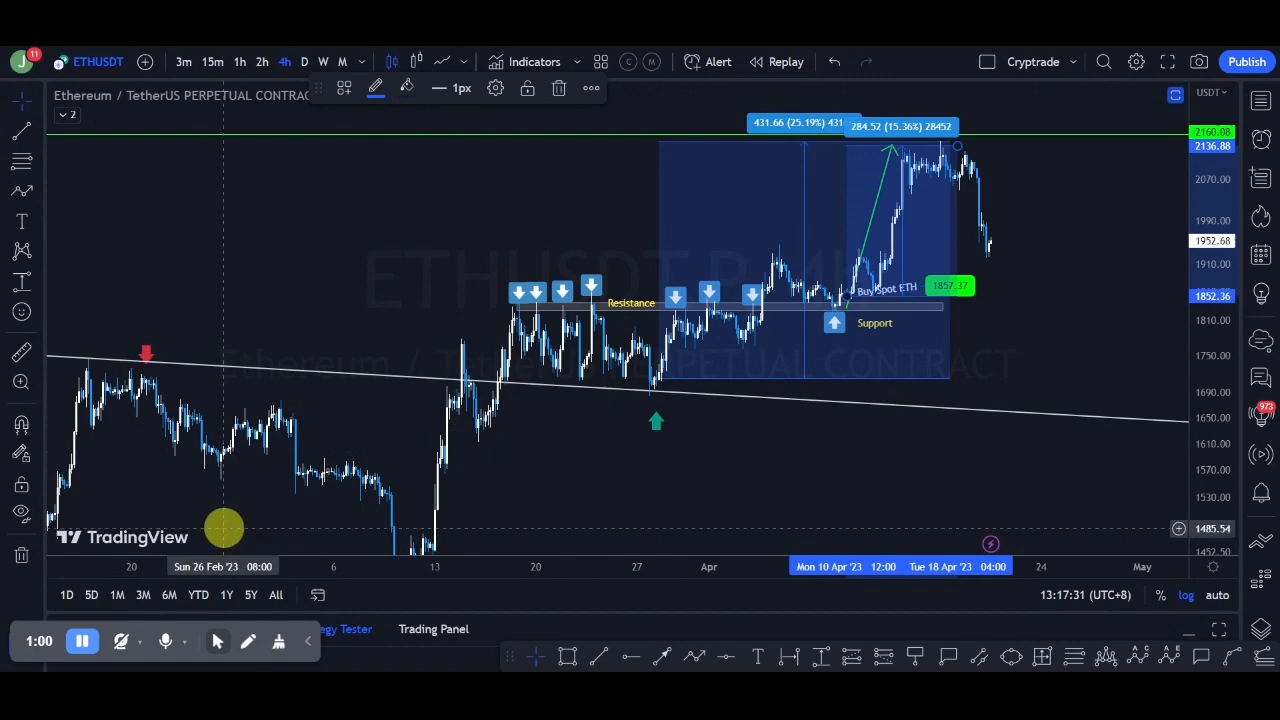 J 11 ETHUSDT 3m 15m 1h 2h 4h D W M Indicators C M Alert Replay Cryptrade Publish
1px
Ethereum / TetherUS PERPETUAL CONTRAC
2
USDT
431.66 (25.19%) 431
284.52 (15.36%) 28452
2160.08
2136.88
2070.00
1990.00
1952.68
1910.00
Buy Spot ETH 1857.37
1852.36
Resistance
Support
1810.00
1750.00
1690.00
1650.00
1610.00
1570.00
1530.00
1485.54
1452.50
973
TradingView
20 Sun 26 Feb '23 08:00 6 13 20 27 Apr Mon 10 Apr '23 12:00 Tue 18 Apr '23 04:00 24 May
1D 5D 1M 3M 6M YTD 1Y 5Y All 13:17:31 (UTC+8) % log auto
1:00
egy Tester Trading Panel